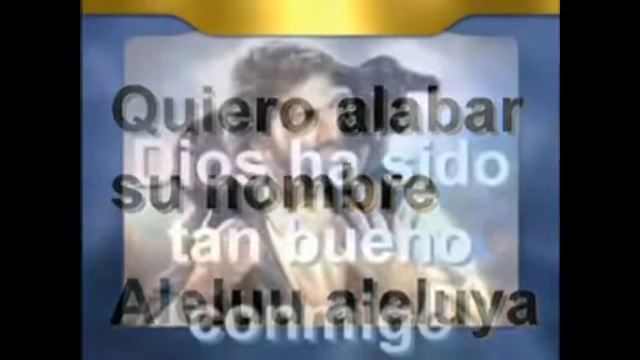 Quiero alabar
Dios ha sido
su nombre
tan bueno
Aleluu aleluya
conmigo